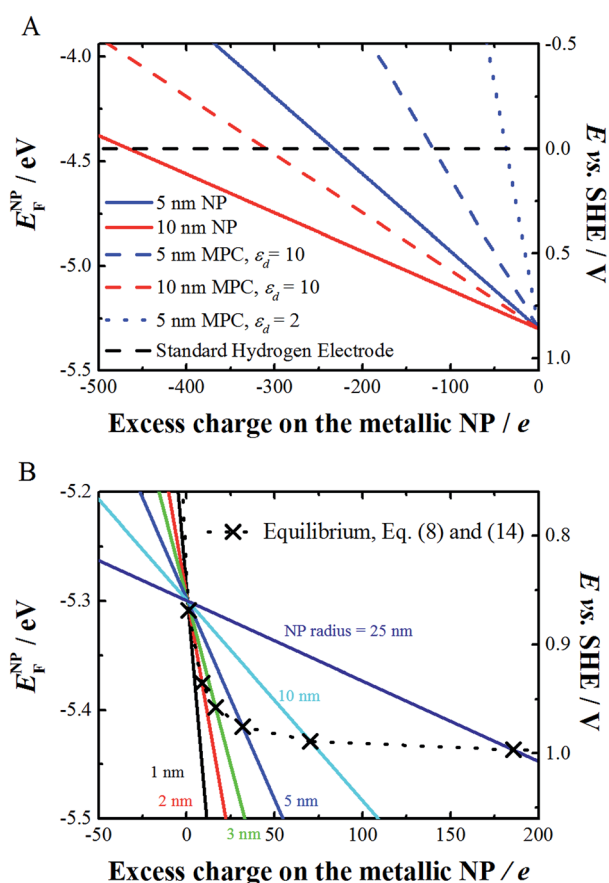 A
-4.0
-4.5
-5.0
-5.5
E_F^NP / eV
-0.5
0.0
0.5
1.0
E vs. SHE / V
5 nm NP
10 nm NP
5 nm MPC, ε_d = 10
10 nm MPC, ε_d = 10
5 nm MPC, ε_d = 2
Standard Hydrogen Electrode
-500 -400 -300 -200 -100 0
Excess charge on the metallic NP / e
B
-5.2
-5.3
-5.4
-5.5
E_F^NP / eV
0.8
0.9
1.0
E vs. SHE / V
Equilibrium, Eq. (8) and (14)
NP radius = 25 nm
10 nm
1 nm
2 nm
5 nm
3 nm
-50 0 50 100 150 200
Excess charge on the metallic NP / e